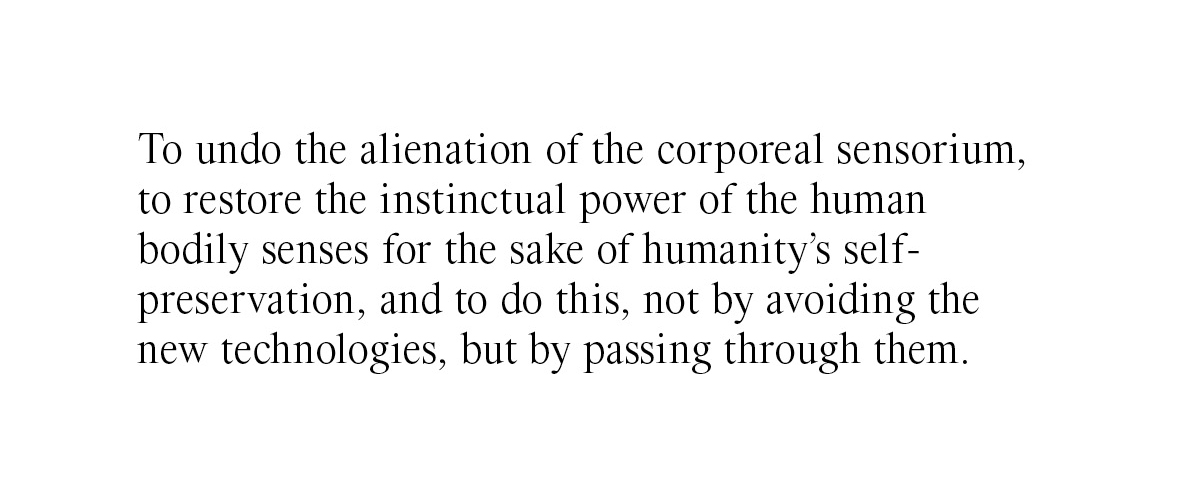 To undo the alienation of the corporeal sensorium,
to restore the instinctual power of the human
bodily senses for the sake of humanity’s self-
preservation, and to do this, not by avoiding the
new technologies, but by passing through them.